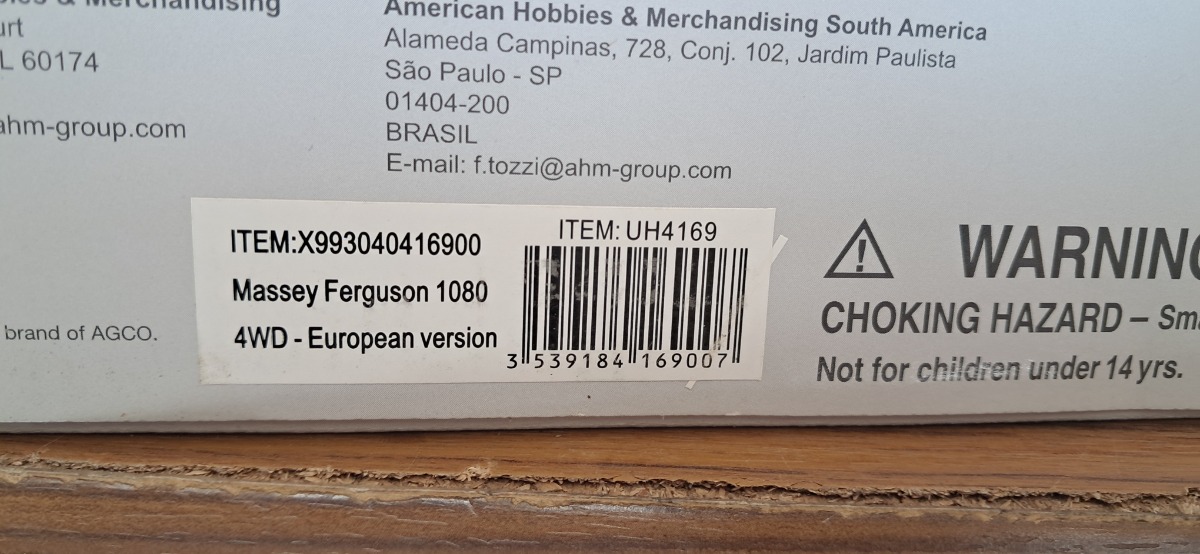 & Merchandising
L 60174
ahm-group.com
American Hobbies & Merchandising South America
Alameda Campinas, 728, Conj. 102, Jardim Paulista
São Paulo - SP
01404-200
BRASIL
E-mail: f.tozzi@ahm-group.com
brand of AGCO.
ITEM:X993040416900
Massey Ferguson 1080
4WD - European version
ITEM: UH4169
3 539184 169007
WARNING
CHOKING HAZARD –
Not for children under 14 yrs.